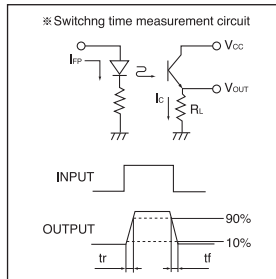 ※Switchng time measurement circuit
VCC
IFP
VOUT
IC
RL
INPUT
OUTPUT
90%
10%
tr
tf